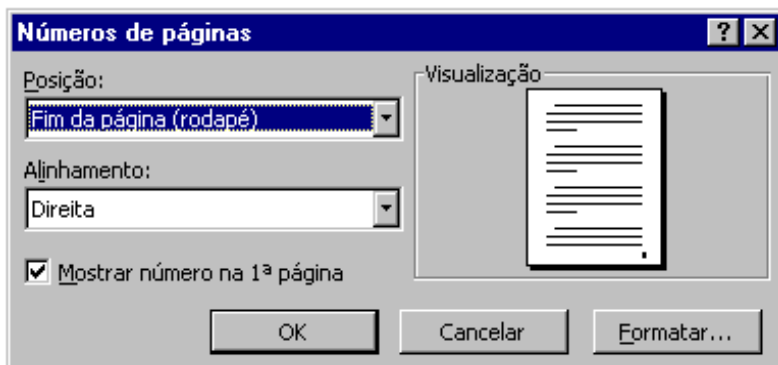 Números de páginas
Posição:
Fim da página (rodapé)
Alinhamento:
Direita
Mostrar número na 1ª página
Visualização
OK
Cancelar
Formatar...